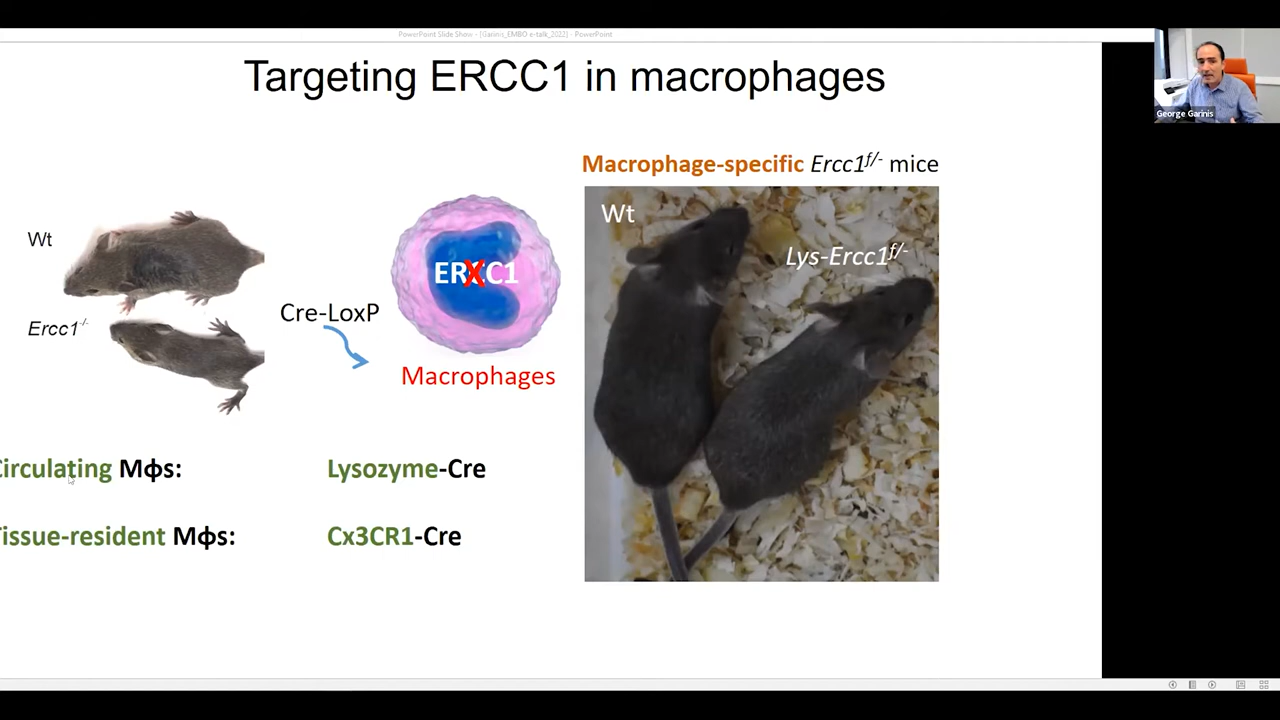 PowerPoint Slide Show - [Garinis_EMBO e-talk_2022] - PowerPoint
Targeting ERCC1 in macrophages
George Garinis
Macrophage-specific Ercc1f/- mice
Wt
Ercc1-/-
Cre-LoxP
ERCC1
X
Macrophages
Wt
Lys-Ercc1f/-
Circulating Mφs:
Lysozyme-Cre
Tissue-resident Mφs:
Cx3CR1-Cre